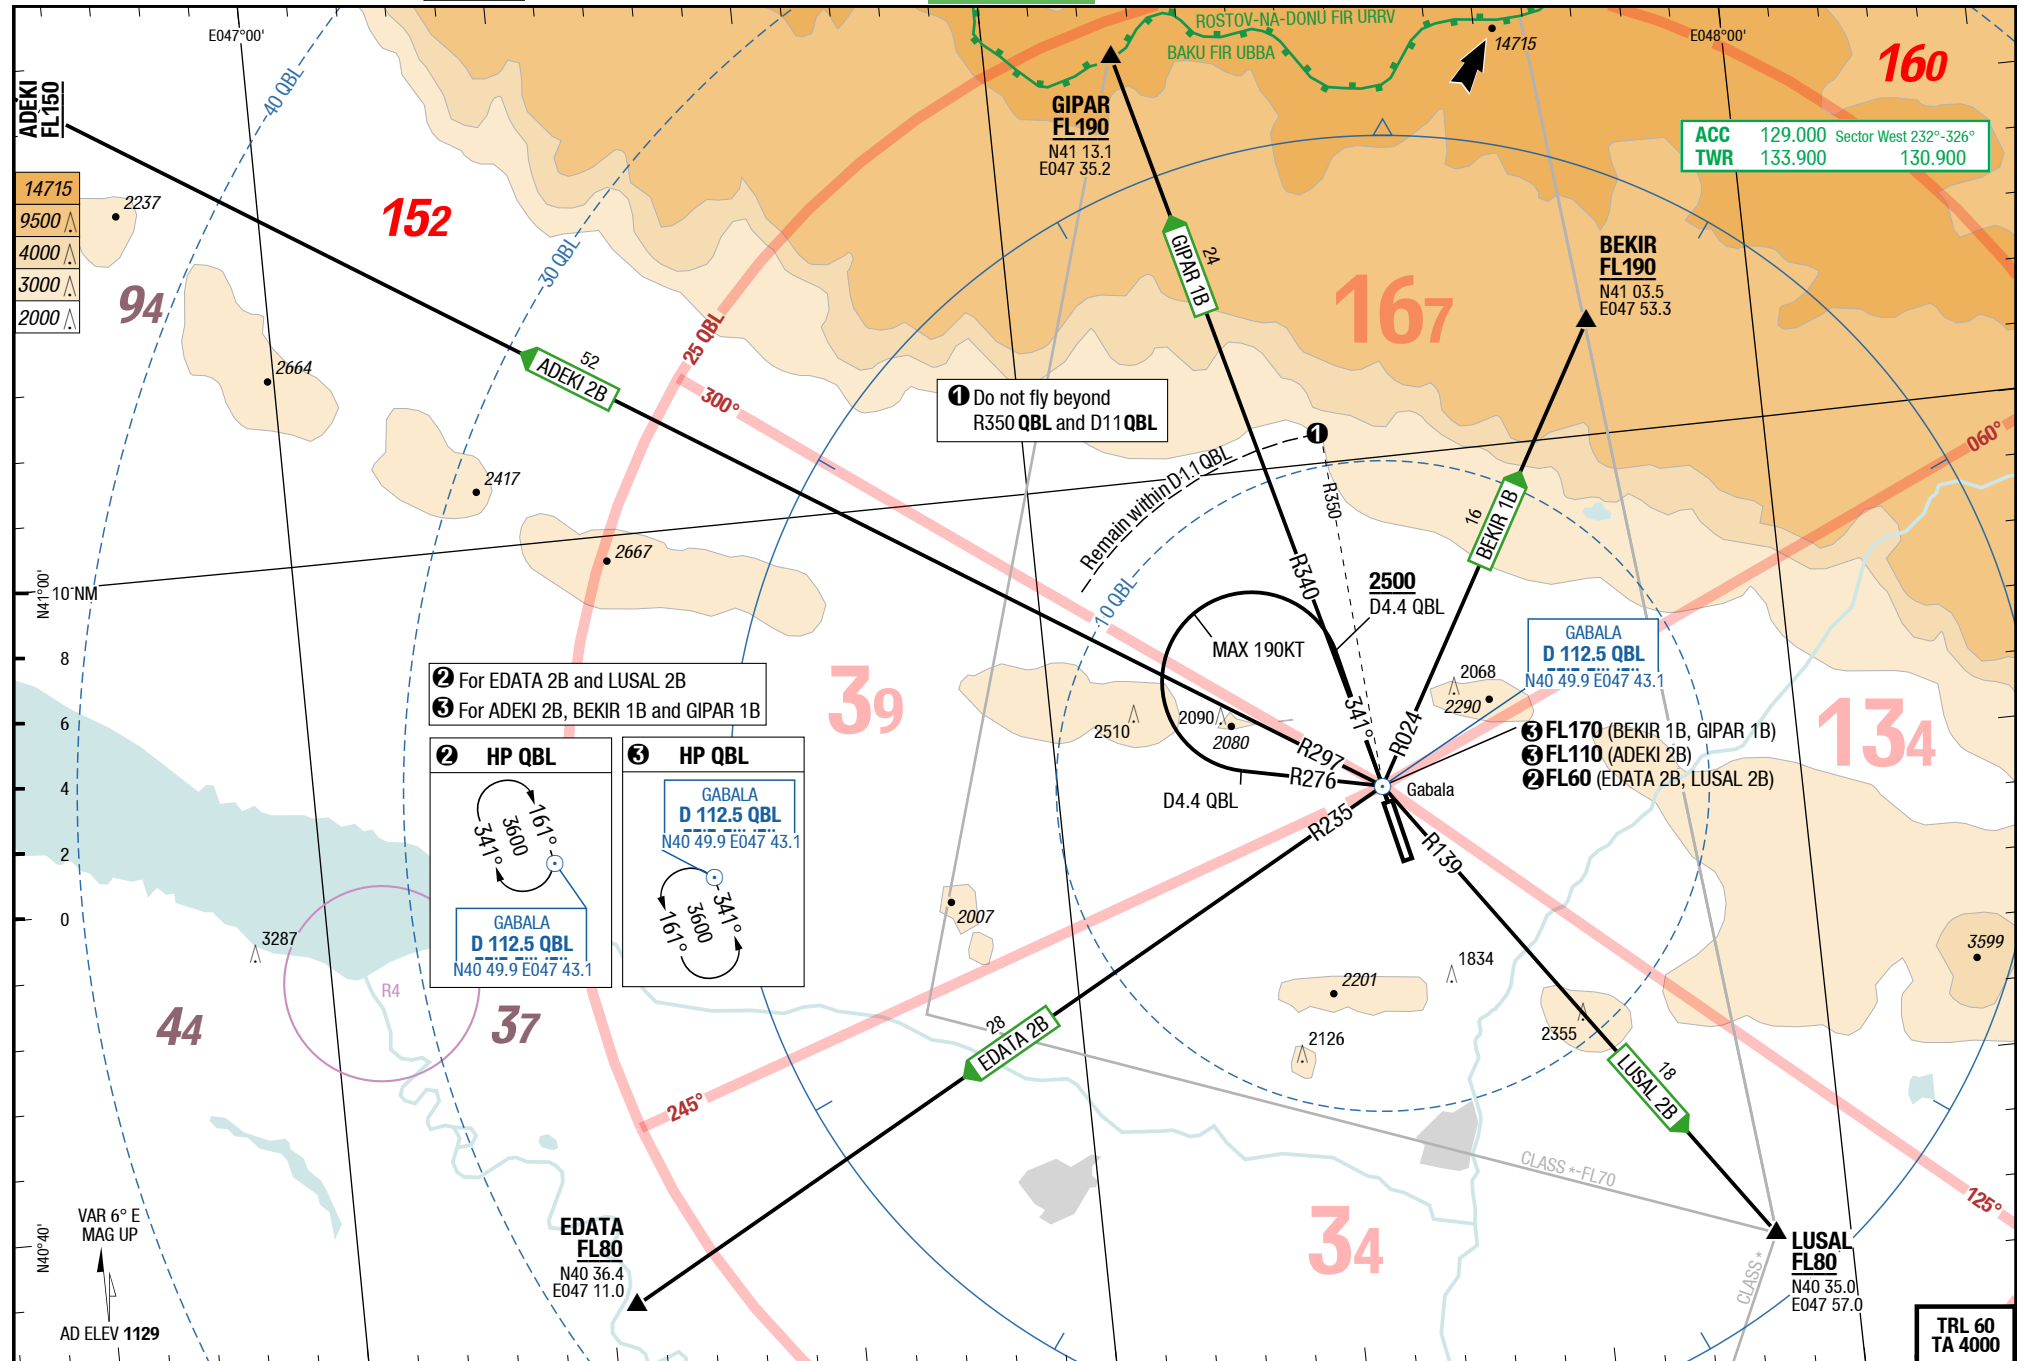 E047°00'
40 QBL
ROSTOV-NA-DONU FIR URRV
BAKU FIR UBBA
14715
E048°00'
160
ADEKI
FL150
GIPAR
FL190
N41 13.1
E047 35.2
ACC 129.000 Sector West 232°-326°
TWR 133.900 130.900
14715
9500
4000
3000
2000
2237
152
30 QBL
GIPAR 1B
24
BEKIR
FL190
N41 03.5
E047 53.3
94
167
25 QBL
52
ADEKI 2B
2664
300°
1 Do not fly beyond
R350 QBL and D11 QBL
1
060°
Remain within D11 QBL
R350
2417
16
BEKIR 1B
2667
N41°00'
10 NM
8
6
4
2
0
10 QBL
R340
2500
D4.4 QBL
MAX 190KT
GABALA
D 112.5 QBL
N40 49.9 E047 43.1
2 For EDATA 2B and LUSAL 2B
3 For ADEKI 2B, BEKIR 1B and GIPAR 1B
39
2068
2290
2510
2090
2080
341°
R024
134
3 FL170 (BEKIR 1B, GIPAR 1B)
3 FL110 (ADEKI 2B)
2 FL60 (EDATA 2B, LUSAL 2B)
R297
R276
D4.4 QBL
Gabala
R235
R139
2 HP QBL
161°
3600
341°
GABALA
D 112.5 QBL
N40 49.9 E047 43.1
3 HP QBL
GABALA
D 112.5 QBL
N40 49.9 E047 43.1
341°
3600
161°
2007
3287
R4
44
37
3599
1834
2201
2126
2355
28
EDATA 2B
18
LUSAL 2B
245°
CLASS *-FL70
125°
VAR 6° E
MAG UP
N40°40'
EDATA
FL80
N40 36.4
E047 11.0
34
LUSAL
FL80
N40 35.0
E047 57.0
CLASS *
AD ELEV 1129
TRL 60
TA 4000